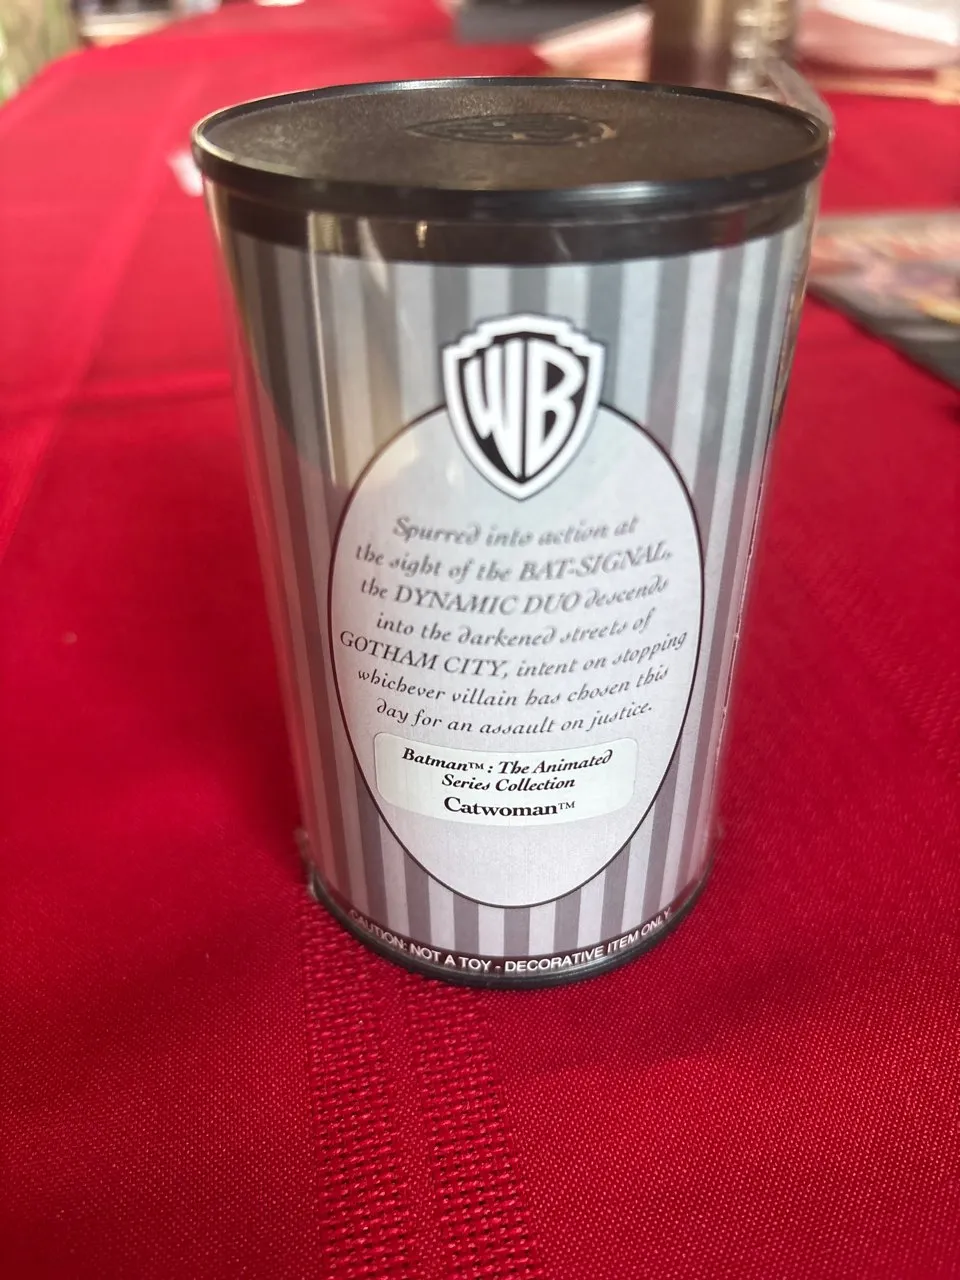 WB
Spurred into action at
the sight of the BAT-SIGNAL,
the DYNAMIC DUO descends
into the darkened streets of
GOTHAM CITY, intent on stopping
whichever villain has chosen this
day for an assault on justice.
Batman™: The Animated
Series Collection
Catwoman™
CAUTION: NOT A TOY - DECORATIVE ITEM ONLY